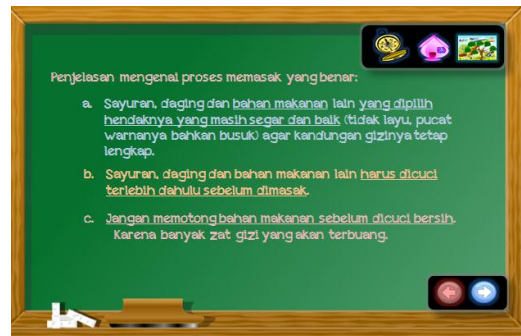 Penjelasan mengenai proses memasak yang benar:
a. Sayuran, daging dan bahan makanan lain yang dipilih
hendaknya yang masih segar dan baik (tidak layu, pucat
warnanya bahkan busuk) agar kandungan gizinya tetap
lengkap.
b. Sayuran, daging dan bahan makanan lain harus dicuci
terlebih dahulu sebelum dimasak.
c. Jangan memotong bahan makanan sebelum dicuci bersih.
Karena banyak zat gizi yang akan terbuang.